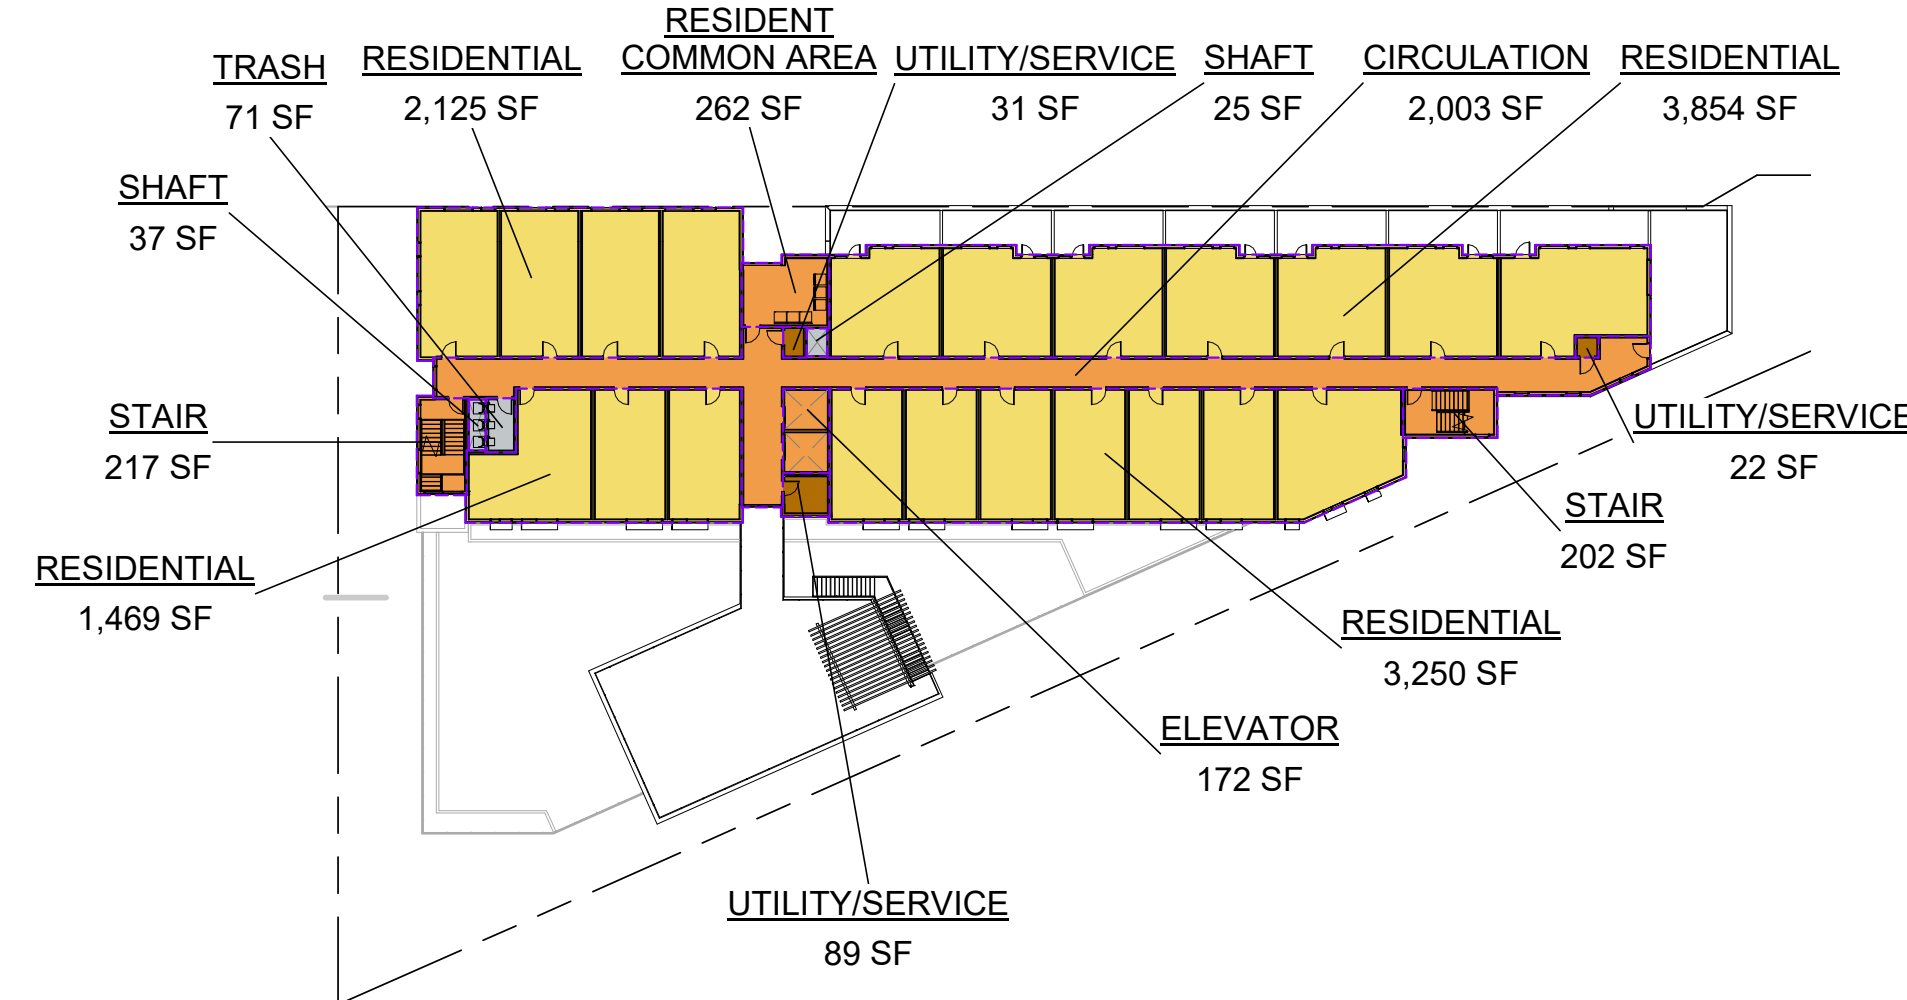 TRASH
71 SF
RESIDENTIAL
2,125 SF
RESIDENT
COMMON AREA
262 SF
UTILITY/SERVICE
31 SF
SHAFT
25 SF
CIRCULATION
2,003 SF
RESIDENTIAL
3,854 SF
SHAFT
37 SF
STAIR
217 SF
UTILITY/SERVICE
22 SF
STAIR
202 SF
RESIDENTIAL
1,469 SF
RESIDENTIAL
3,250 SF
ELEVATOR
172 SF
UTILITY/SERVICE
89 SF